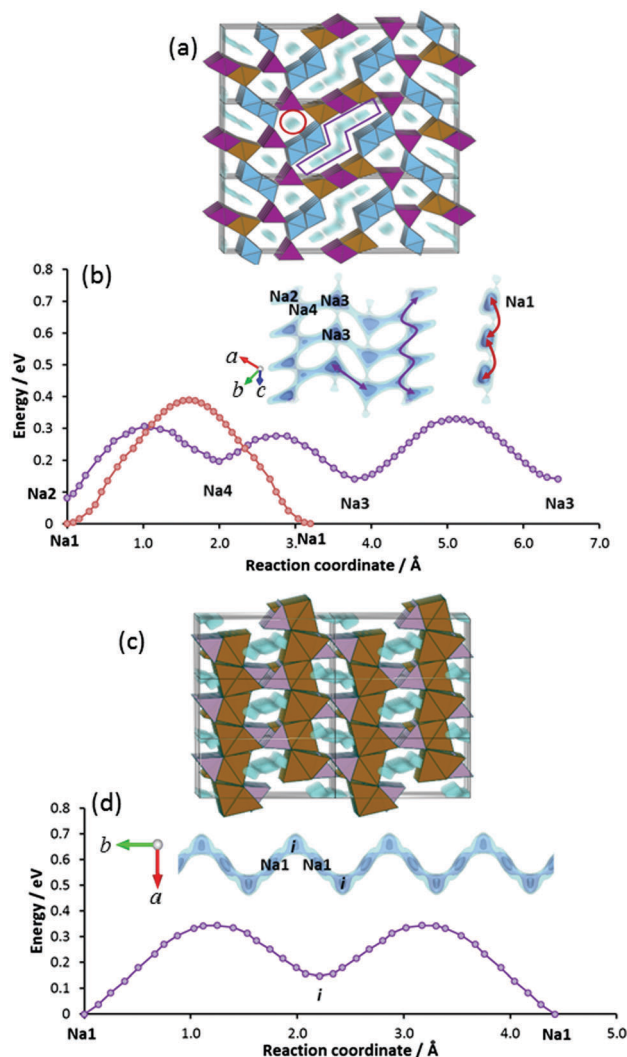 (a)
(b)
0.8
0.7
0.6
0.5
0.4
0.3
0.2
0.1
0
Energy / eV
Na2
Na4
Na3
Na3
Na1
a
b
c
Na2
Na4
Na3
Na3
Na1
Na1
1.0
2.0
3.0
4.0
5.0
6.0
7.0
Reaction coordinate / Å
(c)
(d)
0.8
0.7
0.6
0.5
0.4
0.3
0.2
0.1
0
Energy / eV
b
a
i
Na1
Na1
i
i
Na1
Na1
0.0
1.0
2.0
3.0
4.0
5.0
Reaction coordinate / Å